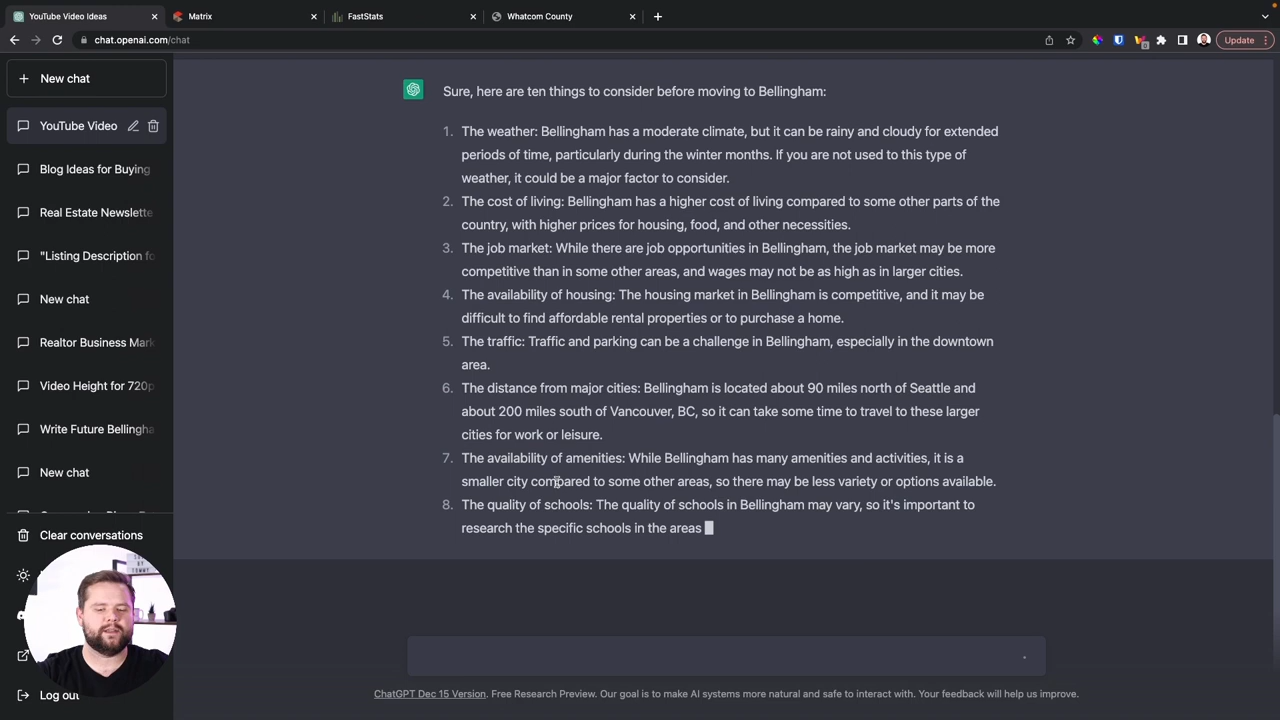 YouTube Video Ideas
Matrix
FastStats
Whatcom County
chat.openai.com/chat
Update
New chat
YouTube Video
Blog Ideas for Buying
Real Estate Newslette
"Listing Description fo
New chat
Realtor Business Mark
Video Height for 720p
Write Future Bellingha
New chat
Clear conversations
Log out
Sure, here are ten things to consider before moving to Bellingham:
1. The weather: Bellingham has a moderate climate, but it can be rainy and cloudy for extended
periods of time, particularly during the winter months. If you are not used to this type of
weather, it could be a major factor to consider.
2. The cost of living: Bellingham has a higher cost of living compared to some other parts of the
country, with higher prices for housing, food, and other necessities.
3. The job market: While there are job opportunities in Bellingham, the job market may be more
competitive than in some other areas, and wages may not be as high as in larger cities.
4. The availability of housing: The housing market in Bellingham is competitive, and it may be
difficult to find affordable rental properties or to purchase a home.
5. The traffic: Traffic and parking can be a challenge in Bellingham, especially in the downtown
area.
6. The distance from major cities: Bellingham is located about 90 miles north of Seattle and
about 200 miles south of Vancouver, BC, so it can take some time to travel to these larger
cities for work or leisure.
7. The availability of amenities: While Bellingham has many amenities and activities, it is a
smaller city compared to some other areas, so there may be less variety or options available.
8. The quality of schools: The quality of schools in Bellingham may vary, so it's important to
research the specific schools in the areas
ChatGPT Dec 15 Version. Free Research Preview. Our goal is to make AI systems more natural and safe to interact with. Your feedback will help us improve.